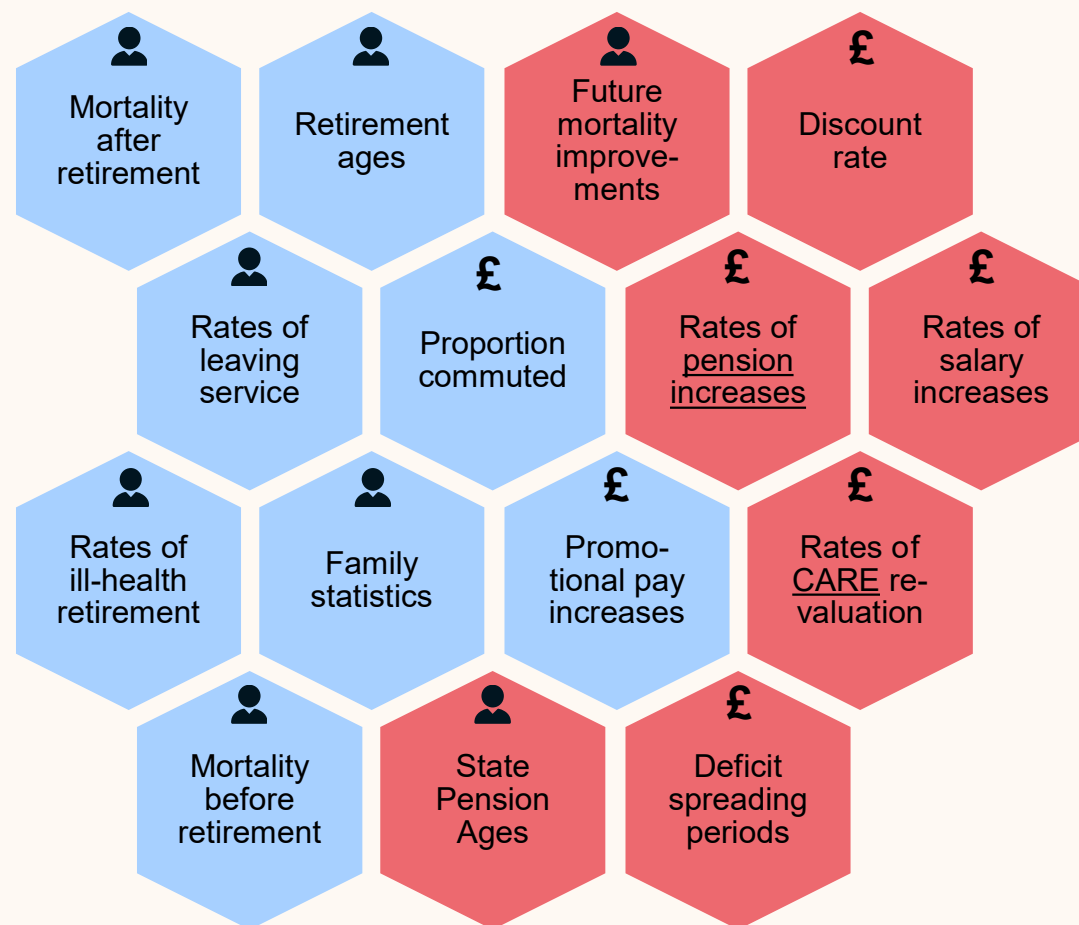 Mortality
after
retirement
Retirement
ages
Future
mortality
improve-
ments
£
Discount
rate
Rates of
leaving
service
£
Proportion
commuted
£
Rates of
pension
increases
£
Rates of
salary
increases
Rates of
ill-health
retirement
Family
statistics
£
Promo-
tional pay
increases
£
Rates of
CARE re-
valuation
Mortality
before
retirement
State
Pension
Ages
£
Deficit
spreading
periods